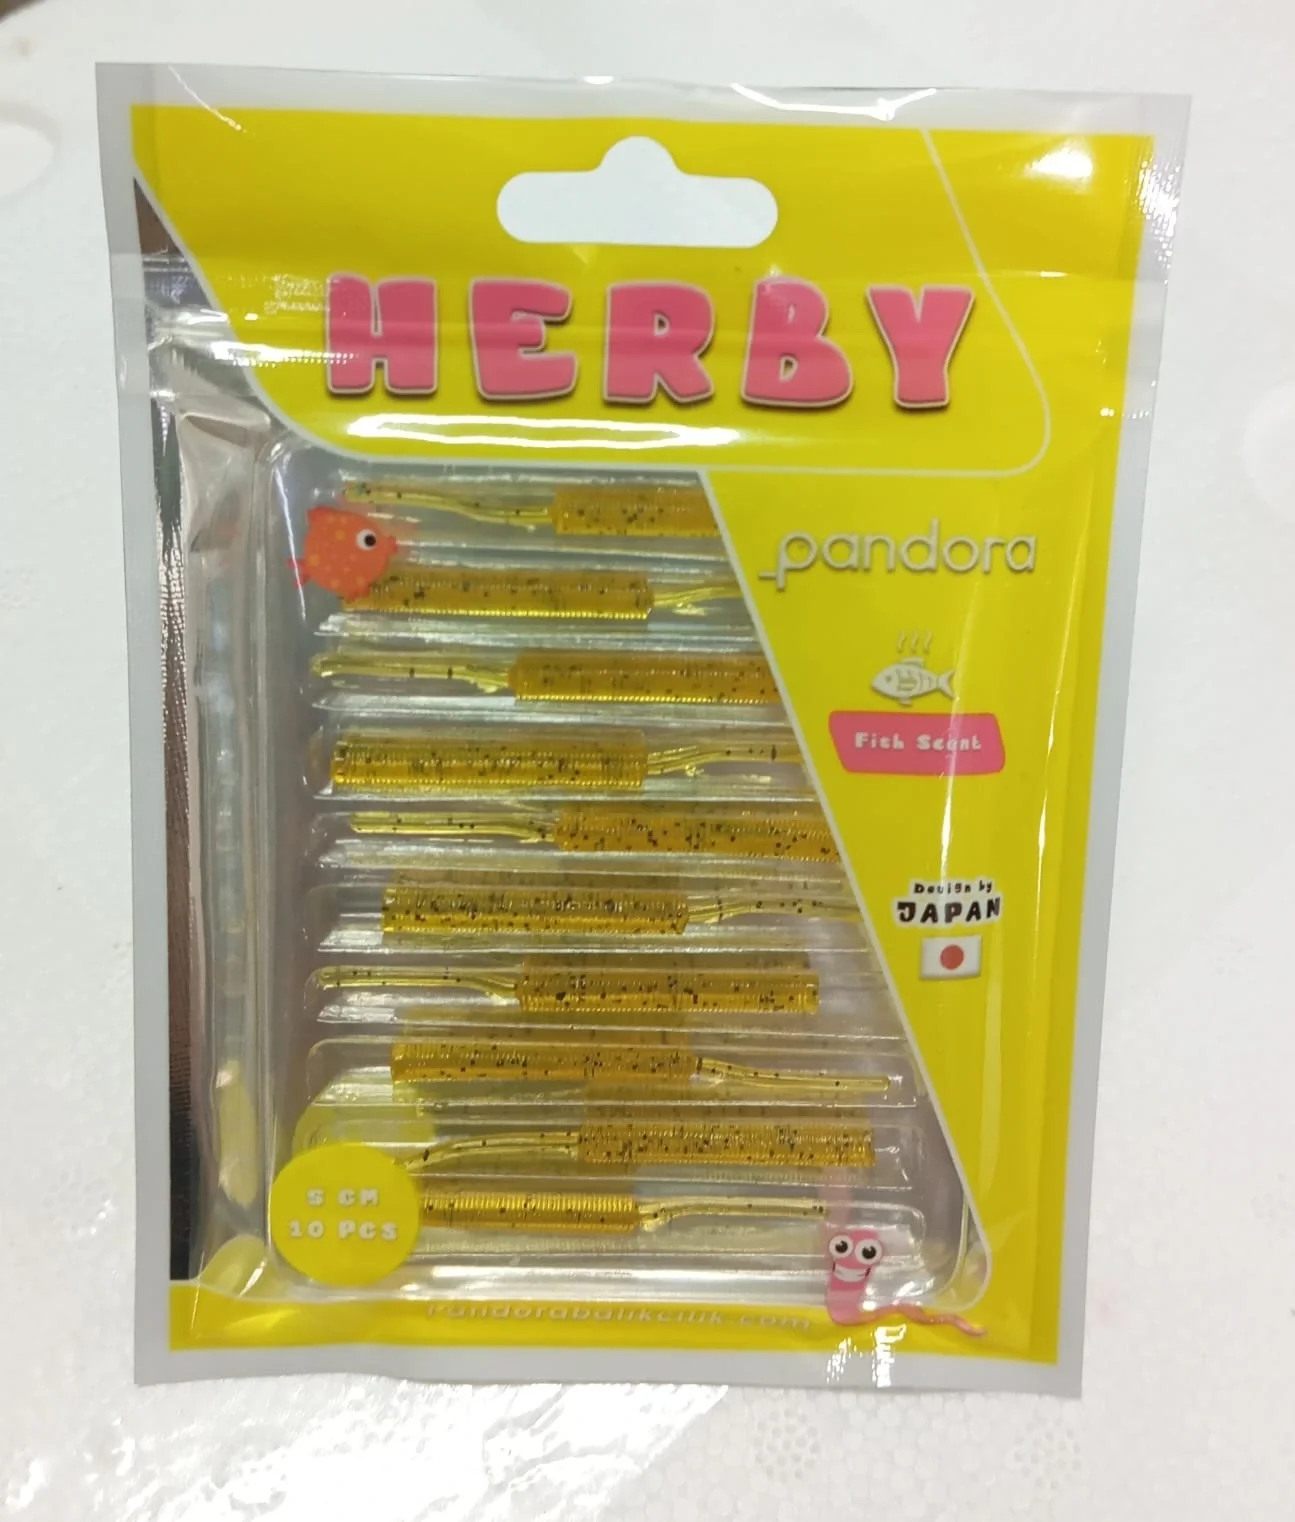 HERBY
pandora
Fish Scent
Design by
JAPAN
5 CM
10 PCS
Pandorabalikcilik.com